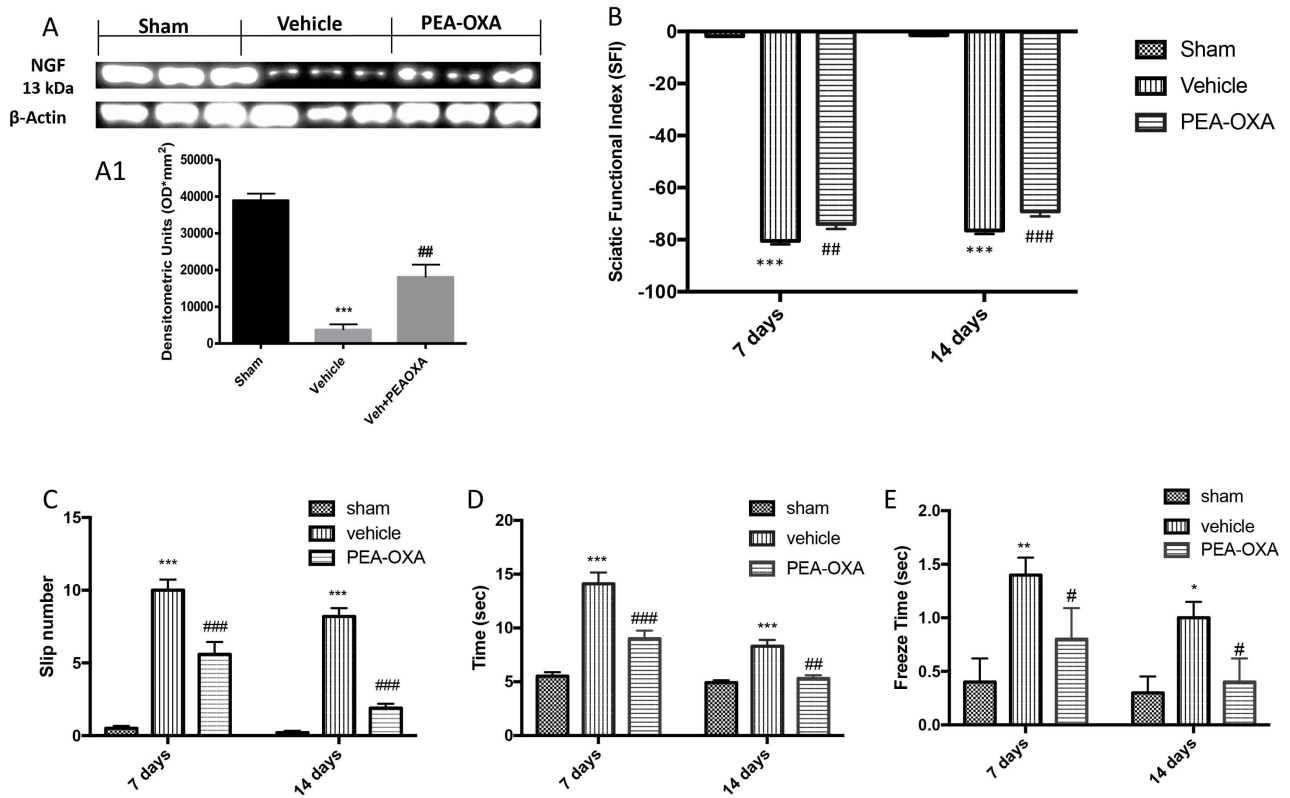 A
Sham
Vehicle
PEA-OXA
NGF
13 kDa
β-Actin
A1
Densitometric Units (OD*mm²)
50000
40000
30000
20000
10000
0
***
##
Sham
Vehicle
Veh+PEAOXA
B
Sciatic Functional Index (SFI)
0
-20
-40
-60
-80
-100
***
##
***
###
7 days
14 days
Sham
Vehicle
PEA-OXA
C
Slip number
15
10
5
0
***
###
***
###
7 days
14 days
sham
vehicle
PEA-OXA
D
Time (sec)
20
15
10
5
0
***
###
***
##
7 days
14 days
sham
vehicle
PEA-OXA
E
Freeze Time (sec)
2.0
1.5
1.0
0.5
0.0
**
#
*
#
7 days
14 days
sham
vehicle
PEA-OXA